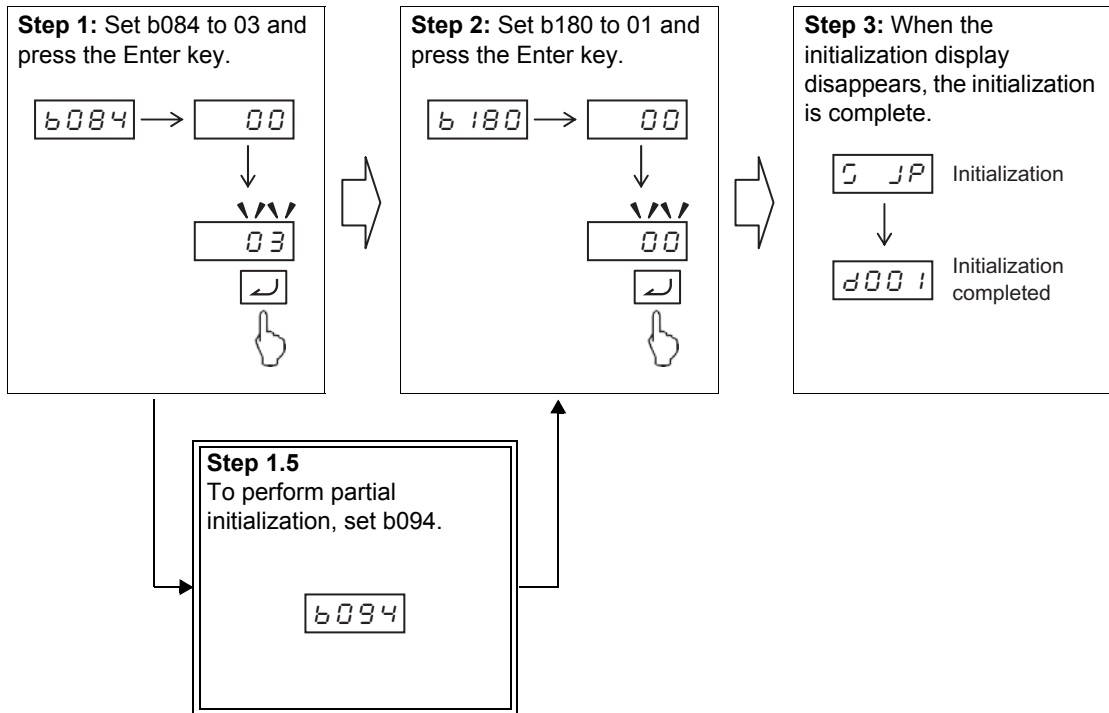 Step 1: Set b084 to 03 and
press the Enter key.
b084
00
03
Step 2: Set b180 to 01 and
press the Enter key.
b180
00
00
Step 3: When the
initialization display
disappears, the initialization
is complete.
5 JP
Initialization
d001
Initialization
completed
Step 1.5
To perform partial
initialization, set b094.
b094